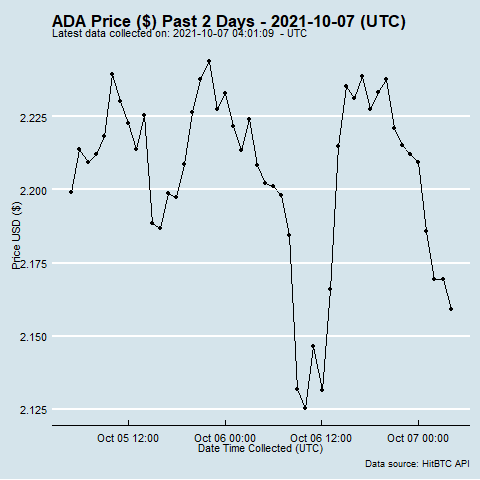 ADA Price ($) Past 2 Days - 2021-10-07 (UTC)
Latest data collected on: 2021-10-07 04:01:09  - UTC
Price USD ($)
2.225
2.200
2.175
2.150
2.125
Oct 05 12:00
Oct 06 00:00
Oct 06 12:00
Oct 07 00:00
Date Time Collected (UTC)
Data source: HitBTC API